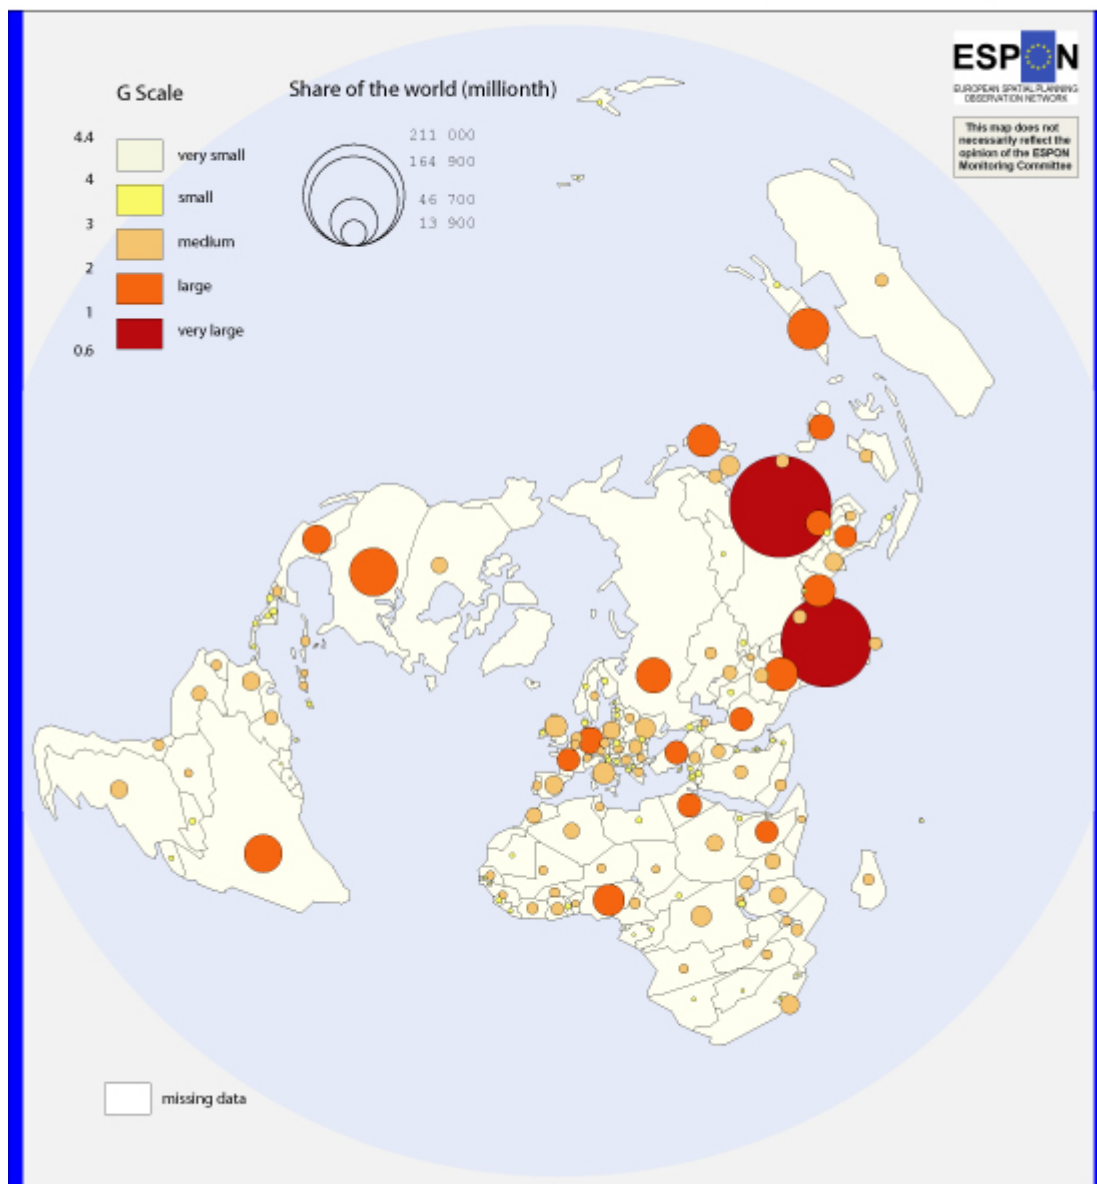 G Scale
4.4
very small
4
small
3
medium
2
large
1
very large
0.6
Share of the world (millionth)
211 000
164 900
46 700
13 900
ESPON
EUROPEAN SPATIAL PLANNING
OBSERVATION NETWORK
This map does not
necessarily reflect the
opinion of the ESPON
Monitoring Committee
missing data